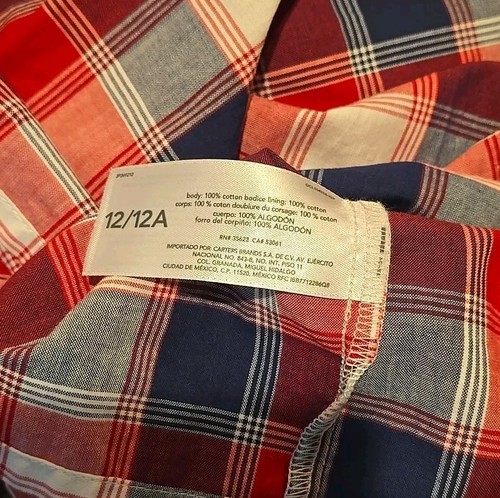 body: 100% cotton bodice lining: 100% cotton
corps: 100 % coton doublure du corsage: 100 % coton
cuerpo: 100% ALGODÓN
forro del corpiño: 100% ALGODÓN
12/12A
RN# 35623 CA# 53061
IMPORTADO POR: CARTERS BRANDS S.A. DE C.V. AV. EJÉRCITO
NACIONAL NO. 843-B, NO. INT. PISO 11
COL. GRANADA, MIGUEL HIDALGO
CIUDAD DE MÉXICO, C.P. 11520, MÉXICO RFC IBB7712286Q8